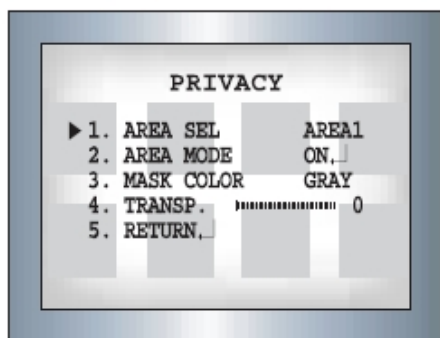 PRIVACY
▶1. AREA SEL AREA1
2. AREA MODE ON↵
3. MASK COLOR GRAY
4. TRANSP. 0
5. RETURN↵